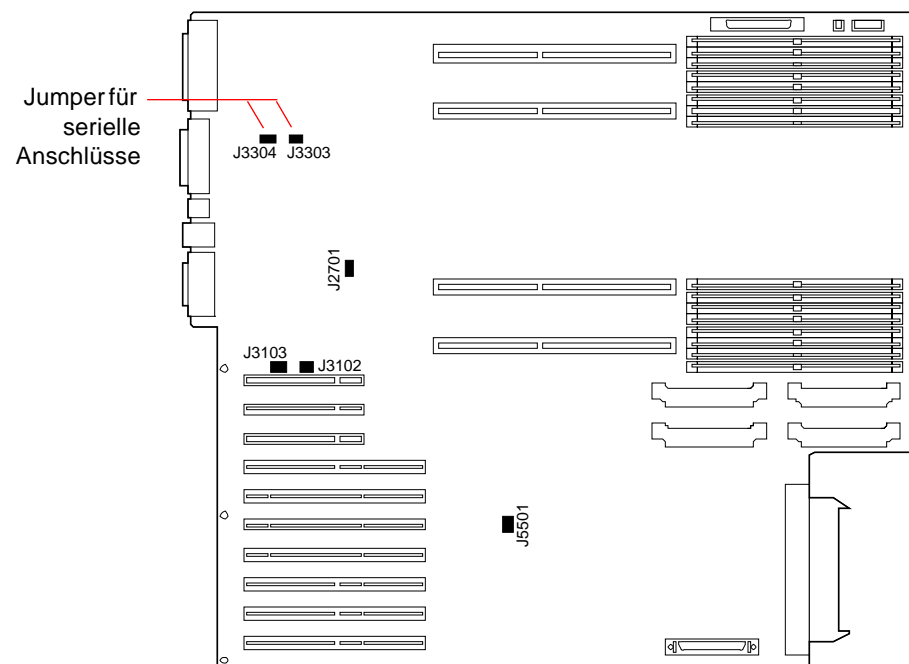 Jumper für
serielle
Anschlüsse
J3304
J3303
J2701
J3103
J3102
J5501